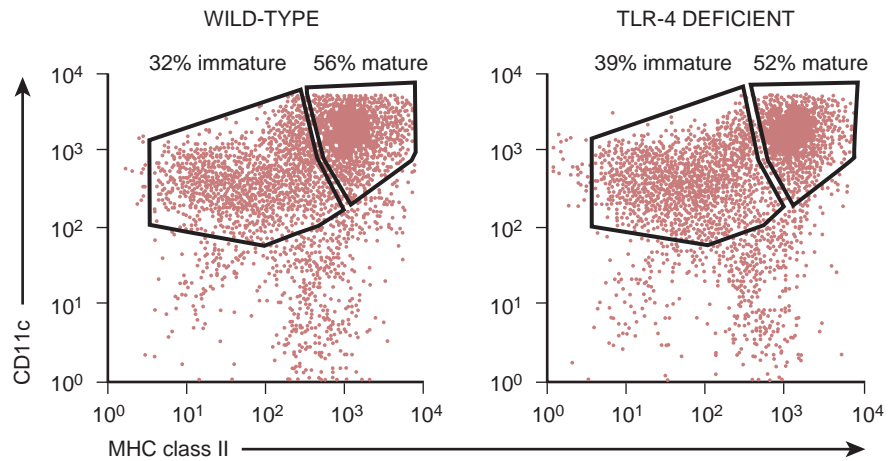 WILD-TYPE
TLR-4 DEFICIENT
32% immature 56% mature
39% immature 52% mature
10⁴
10³
10²
10¹
10⁰
10⁴
10³
10²
10¹
10⁰
CD11c
10⁰ 10¹ 10² 10³ 10⁴
10⁰ 10¹ 10² 10³ 10⁴
MHC class II